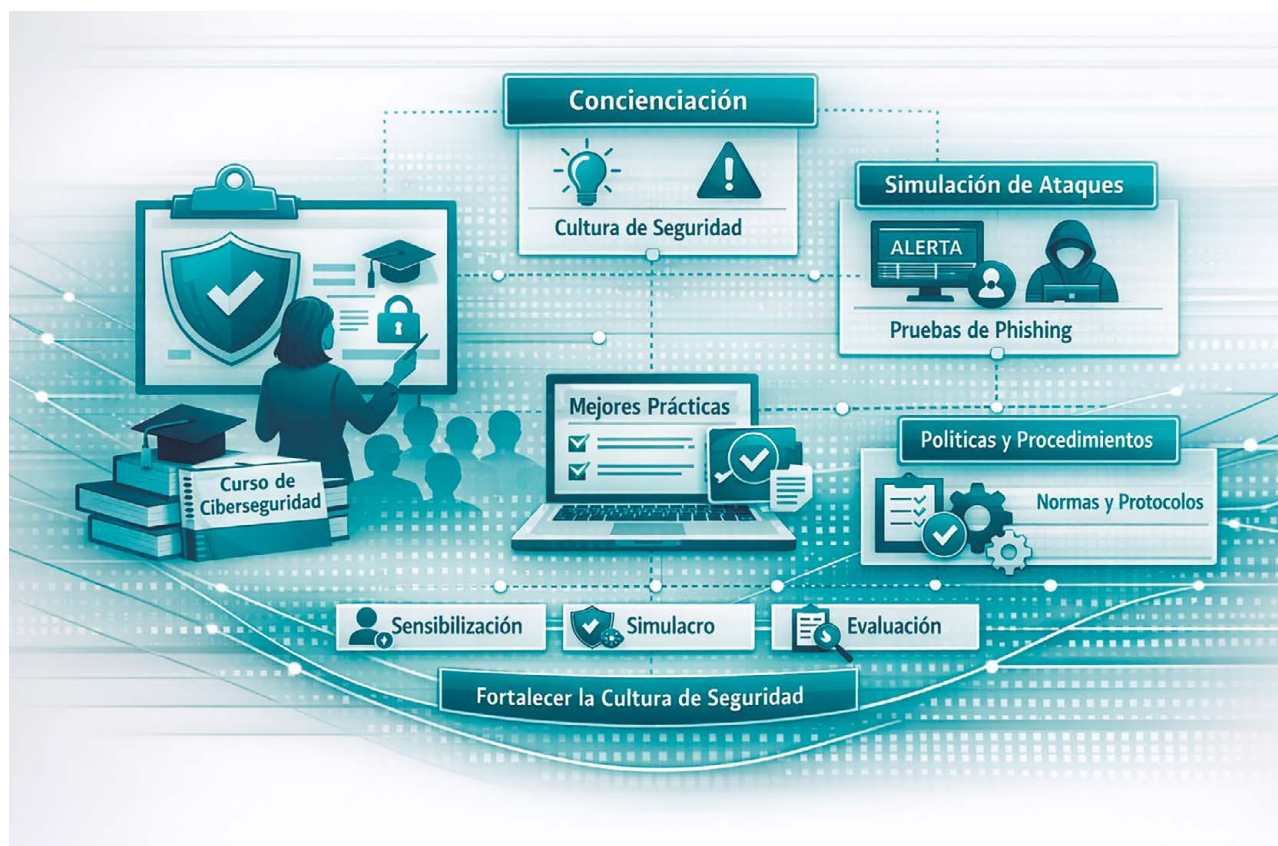 Concienciación
Cultura de Seguridad
Simulación de Ataques
ALERTA
Pruebas de Phishing
Mejores Prácticas
Politicas y Procedimientos
Normas y Protocolos
Curso de
Ciberseguridad
Sensibilización
Simulacro
Evaluación
Fortalecer la Cultura de Seguridad